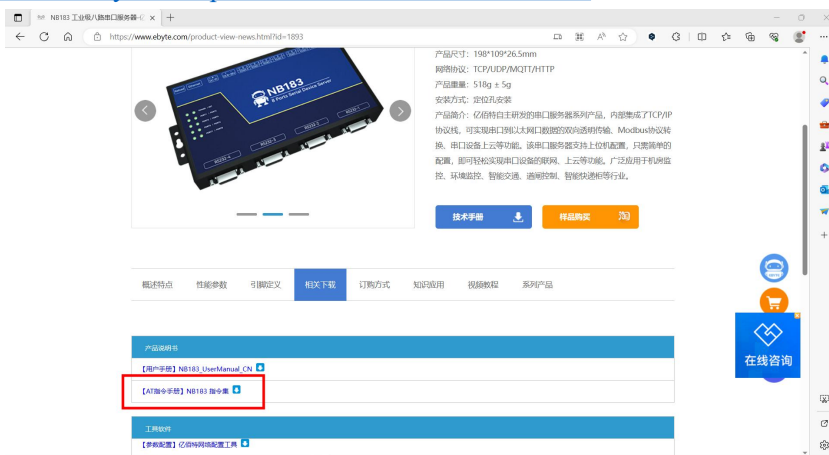 NB183 工业级八路串口服务器-
https://www.ebyte.com/product-view-news.html?id=1893
产品尺寸：198*109*26.5mm
网络协议：TCP/UDP/MQTT/HTTP
产品重量：518g ± 5g
安装方式：定位孔安装
产品简介：亿佰特自主研发的串口服务器系列产品，内部集成了TCP/IP
协议栈，可实现串口到以太网口数据的双向透明传输、Modbus协议转
换、串口设备上云等功能。该串口服务器支持上位机配置，只需简单的
配置，即可轻松实现串口设备的联网、上云等功能。广泛应用于机房监
控、环境监控、智能交通、道闸控制、智能快递柜等行业。
NB183
8 Ports Serial Device Server
RS232-4
RS232-3
RS232-2
RS232-1
技术手册
样品购买
淘
概述特点 性能参数 引脚定义 相关下载 订购方式 知识应用 视频教程 系列产品
在线咨询
产品说明书
【用户手册】NB183_UserManual_CN
【AT指令手册】NB183 指令集
工具软件
【参数配置】亿佰特网络配置工具